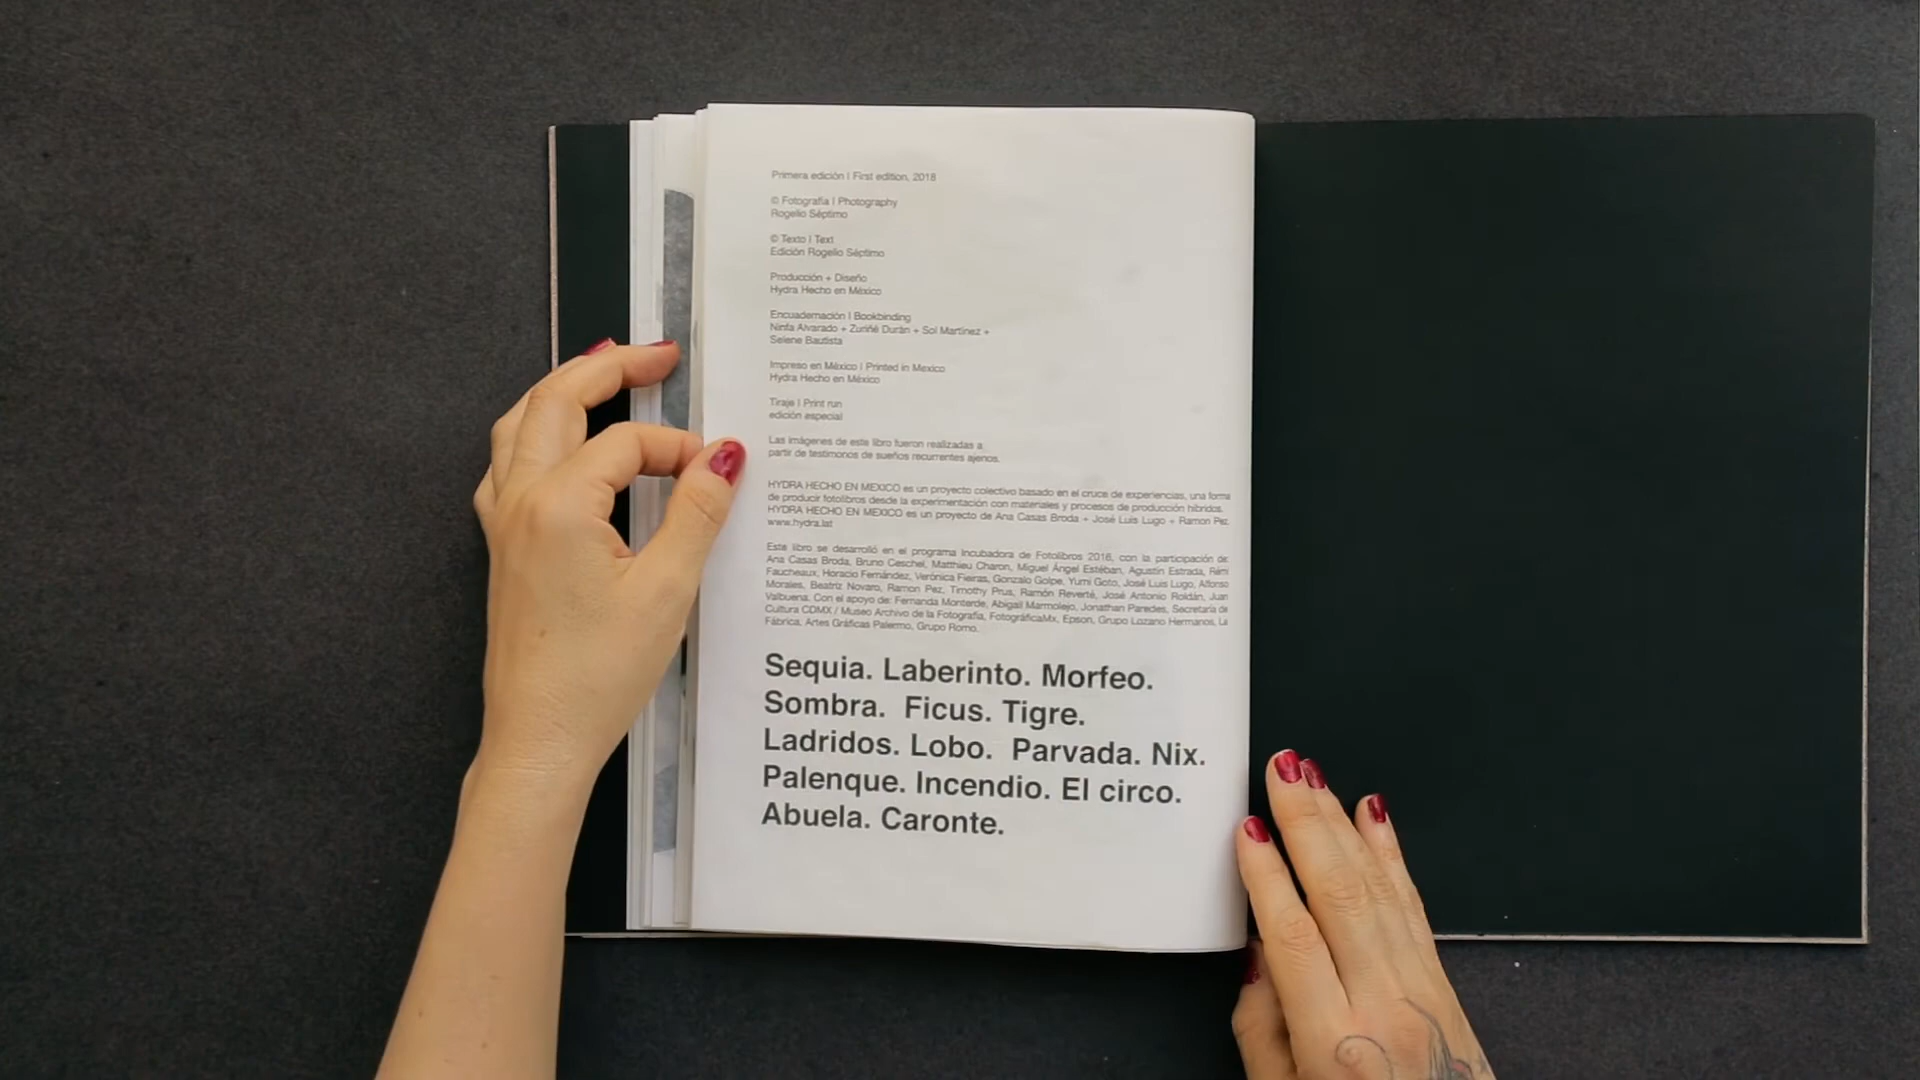 Primera edición | First edition, 2018
© Fotografía | Photography
Rogelio Séptimo
© Texto | Text
Edición Rogelio Séptimo
Producción + Diseño
Hydra Hecho en México
Encuadernación | Bookbinding
Ninfa Alvarado + Zuriñé Durán + Sol Martinez +
Selene Bautista
Impreso en México | Printed in Mexico
Hydra Hecho en México
Tiraje | Print run
edición especial
Las imágenes de este libro fueron realizadas a
partir de testimonos de sueños recurrentes ajenos.
HYDRA HECHO EN MEXICO es un proyecto colectivo basado en el cruce de experiencias, una forma
de producir fotolibros desde la experimentación con materiales y procesos de producción híbridos.
HYDRA HECHO EN MEXICO es un proyecto de Ana Casas Broda + José Luis Lugo + Ramon Pez.
www.hydra.lat
Este libro se desarrolló en el programa Incubadora de Fotolibros 2018, con la participación de
Ana Casas Broda, Bruno Ceschel, Matthieu Charon, Miguel Ángel Estéban, Agustín Estrada, Rémi
Faucheaux, Horacio Fernández, Verónica Fieiras, Gonzalo Golpe, Yumi Goto, José Luis Lugo, Alfonso
Morales, Beatriz Novaro, Ramon Pez, Timothy Prus, Ramón Reverté, José Antonio Roldán, Juan
Valbuena. Con el apoyo de: Fernanda Monterde, Abigail Marmolejo, Jonathan Paredes, Secretaría de
Cultura CDMX / Museo Archivo de la Fotografía, FotográficaMx, Epson, Grupo Lozano Hermanos, La
Fábrica, Artes Gráficas Palermo, Grupo Romo.
Sequia. Laberinto. Morfeo.
Sombra. Ficus. Tigre.
Ladridos. Lobo. Parvada. Nix.
Palenque. Incendio. El circo.
Abuela. Caronte.